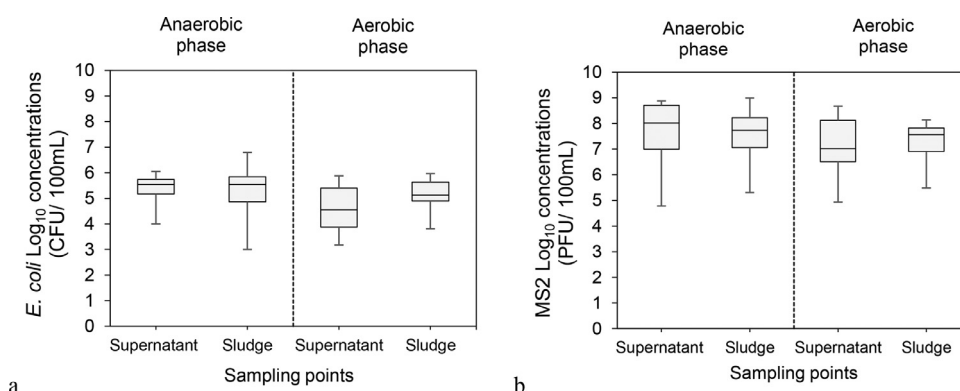 Anaerobic
phase
Aerobic
phase
E. coli Log10 concentrations
(CFU/ 100mL)
10
9
8
7
6
5
4
3
2
1
0
Supernatant Sludge Supernatant Sludge
Sampling points
a
Anaerobic
phase
Aerobic
phase
MS2 Log10 concentrations
(PFU/ 100mL)
10
9
8
7
6
5
4
3
2
1
0
Supernatant Sludge Supernatant Sludge
Sampling points
b